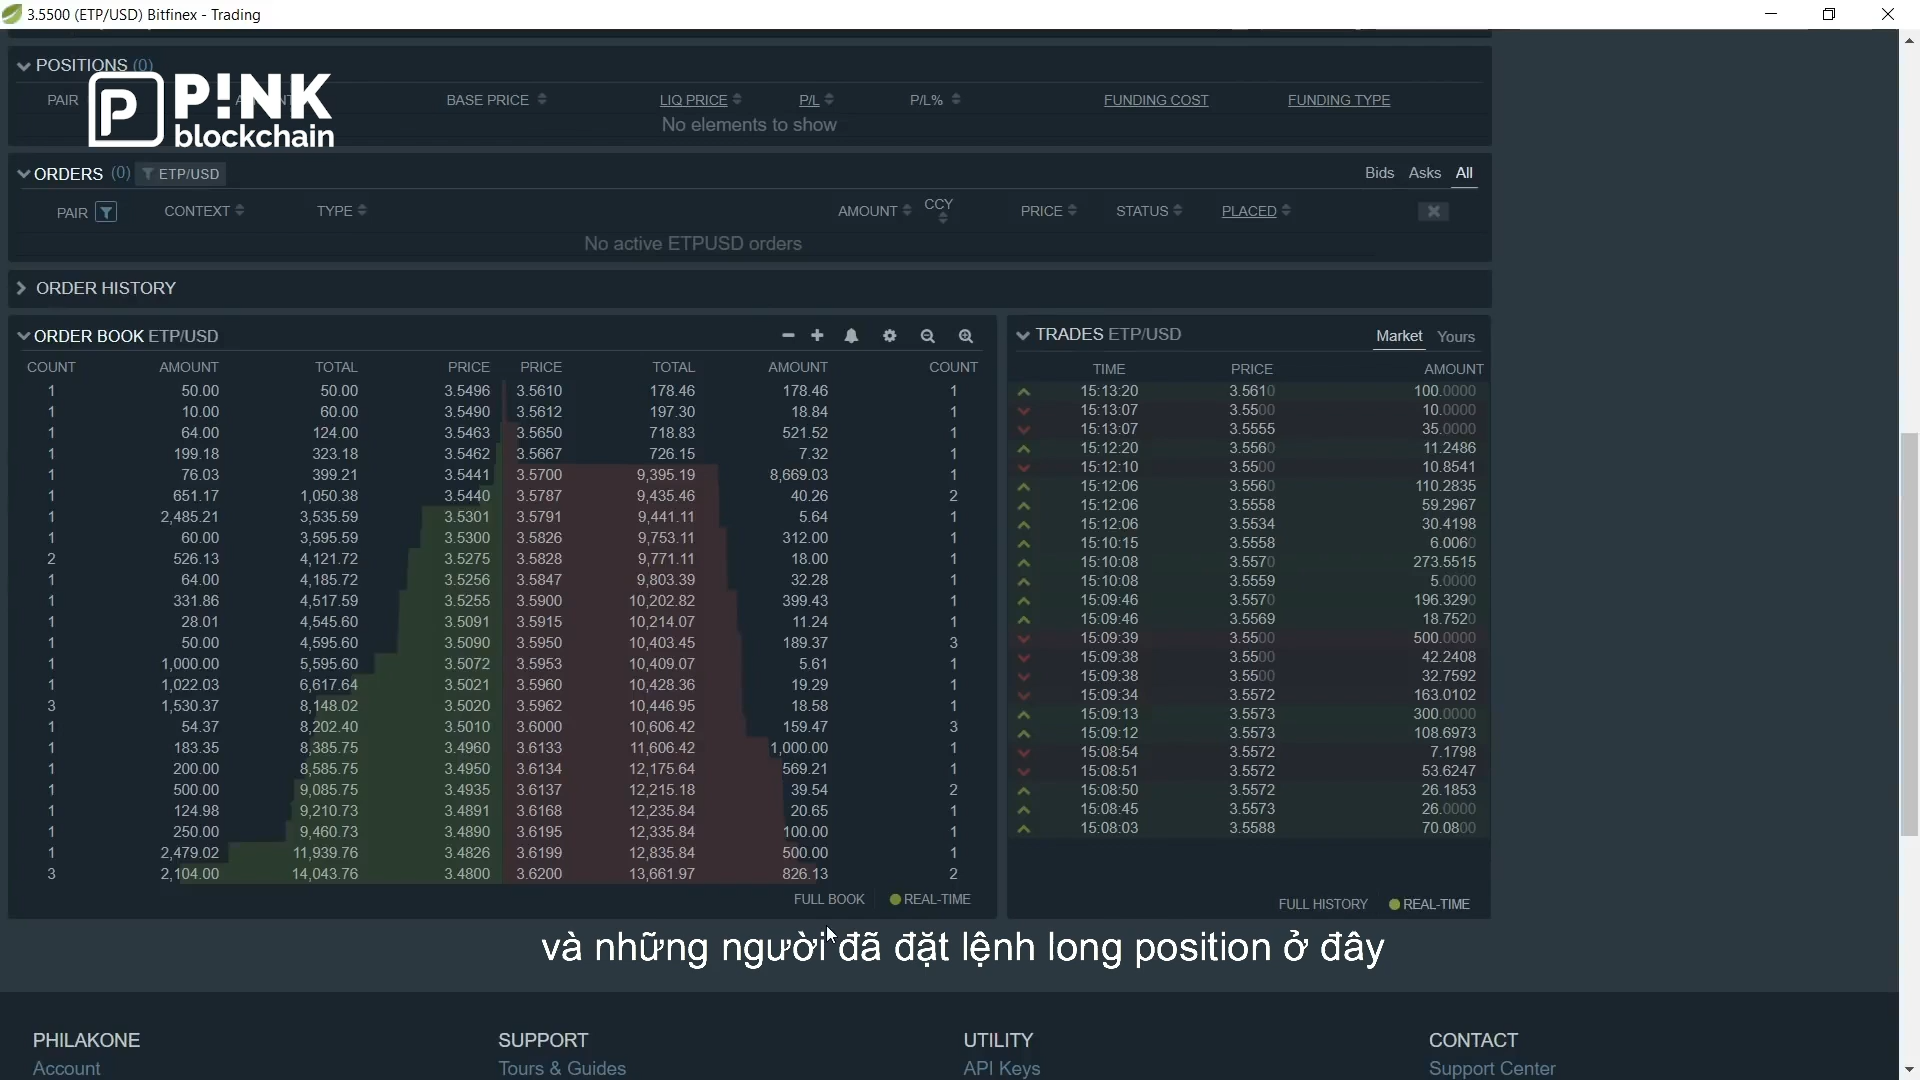 3.5500 (ETP/USD) Bitfinex - Trading
POSITIONS (0)
PAIR BASE PRICE LIQ PRICE P/L P/L% FUNDING COST FUNDING TYPE
P!NK
blockchain
No elements to show
ORDERS (0) ETP/USD Bids Asks All
PAIR CONTEXT TYPE AMOUNT CCY PRICE STATUS PLACED
No active ETPUSD orders
ORDER HISTORY
ORDER BOOK ETP/USD
COUNT AMOUNT TOTAL PRICE PRICE TOTAL AMOUNT COUNT
1 50.00 50.00 3.5496 3.5610 178.46 178.46 1
1 10.00 60.00 3.5490 3.5612 197.30 18.84 1
1 64.00 124.00 3.5463 3.5650 718.83 521.52 1
1 199.18 323.18 3.5462 3.5667 726.15 7.32 1
1 76.03 399.21 3.5441 3.5700 9,395.19 8,669.03 1
1 651.17 1,050.38 3.5440 3.5787 9,435.46 40.26 2
1 2,485.21 3,535.59 3.5301 3.5791 9,441.11 5.64 1
1 60.00 3,595.59 3.5300 3.5826 9,753.11 312.00 1
2 526.13 4,121.72 3.5275 3.5828 9,771.11 18.00 1
1 64.00 4,185.72 3.5256 3.5847 9,803.39 32.28 1
1 331.86 4,517.59 3.5255 3.5900 10,202.82 399.43 1
1 28.01 4,545.60 3.5091 3.5915 10,214.07 11.24 1
1 50.00 4,595.60 3.5090 3.5950 10,403.45 189.37 3
1 1,000.00 5,595.60 3.5072 3.5953 10,409.07 5.61 1
1 1,022.03 6,617.64 3.5021 3.5960 10,428.36 19.29 1
3 1,530.37 8,148.02 3.5020 3.5962 10,446.95 18.58 1
1 54.37 8,202.40 3.5010 3.6000 10,606.42 159.47 3
1 183.35 8,385.75 3.4960 3.6133 11,606.42 1,000.00 1
1 200.00 8,585.75 3.4950 3.6134 12,175.64 569.21 1
1 500.00 9,085.75 3.4935 3.6137 12,215.18 39.54 2
1 124.98 9,210.73 3.4891 3.6168 12,235.84 20.65 1
1 250.00 9,460.73 3.4890 3.6195 12,335.84 100.00 1
1 2,479.02 11,939.76 3.4826 3.6199 12,835.84 500.00 1
3 2,104.00 14,043.76 3.4800 3.6200 13,661.97 826.13 2
FULL BOOK REAL-TIME
TRADES ETP/USD Market Yours
TIME PRICE AMOUNT
15:13:20 3.5610 100.0000
15:13:07 3.5500 10.0000
15:13:07 3.5555 35.0000
15:12:20 3.5560 11.2486
15:12:10 3.5500 10.8541
15:12:06 3.5560 110.2835
15:12:06 3.5558 59.2967
15:12:06 3.5534 30.4198
15:10:15 3.5558 6.0060
15:10:08 3.5570 273.5515
15:10:08 3.5559 5.0000
15:09:46 3.5570 196.3290
15:09:46 3.5569 18.7520
15:09:39 3.5500 500.0000
15:09:38 3.5500 42.2408
15:09:38 3.5500 32.7592
15:09:34 3.5572 163.0102
15:09:13 3.5573 300.0000
15:09:12 3.5573 108.6973
15:08:54 3.5572 7.1798
15:08:51 3.5572 53.6247
15:08:50 3.5572 26.1853
15:08:45 3.5573 26.0000
15:08:03 3.5588 70.0800
FULL HISTORY REAL-TIME
và những người đã đặt lệnh long position ở đây
PHILAKONE SUPPORT UTILITY CONTACT
Account Tours & Guides API Keys Support Center